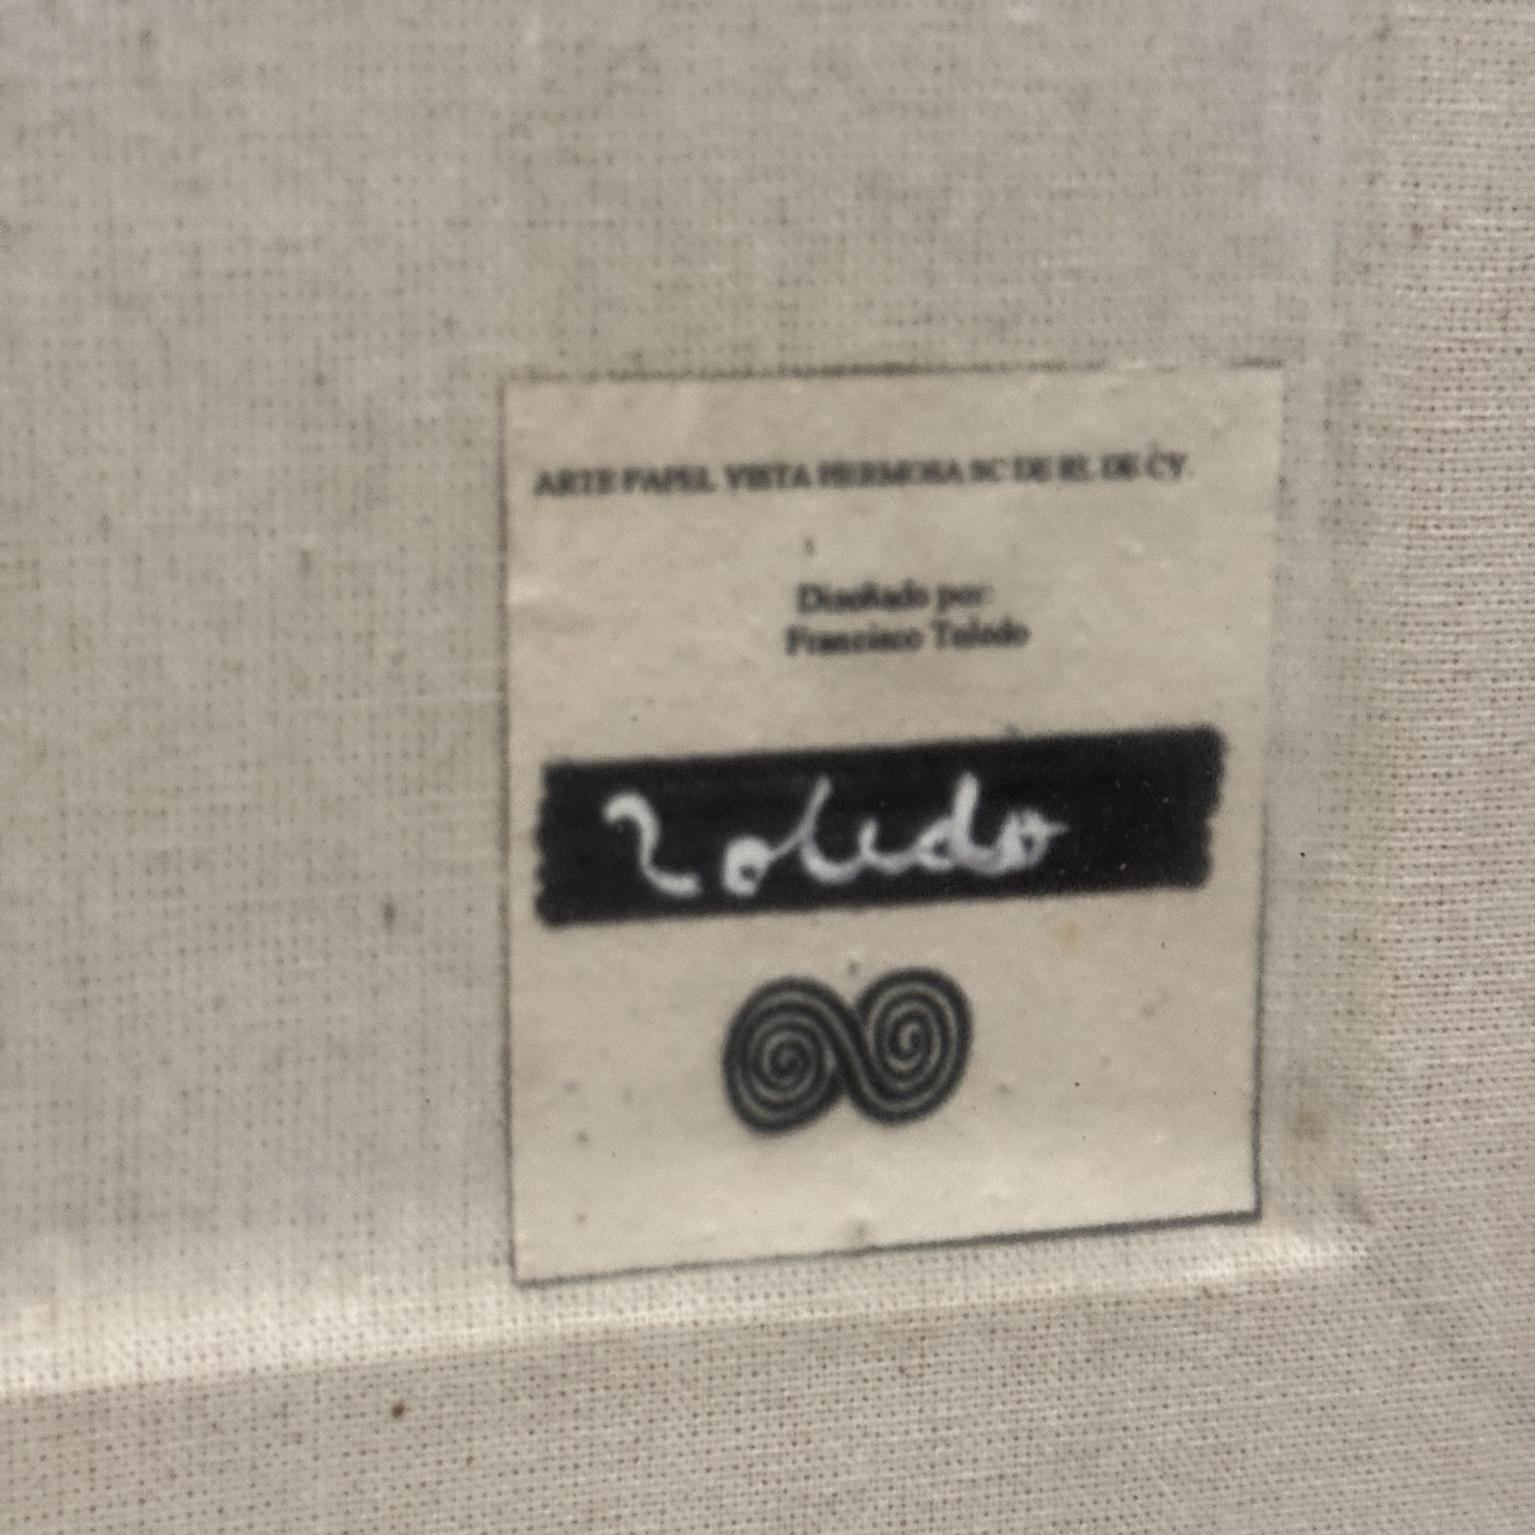 ARTE PAPEL VISTA HERMOSA SC DE RL DE CV.
Diseñado por:
Francisco Toledo
Toledo